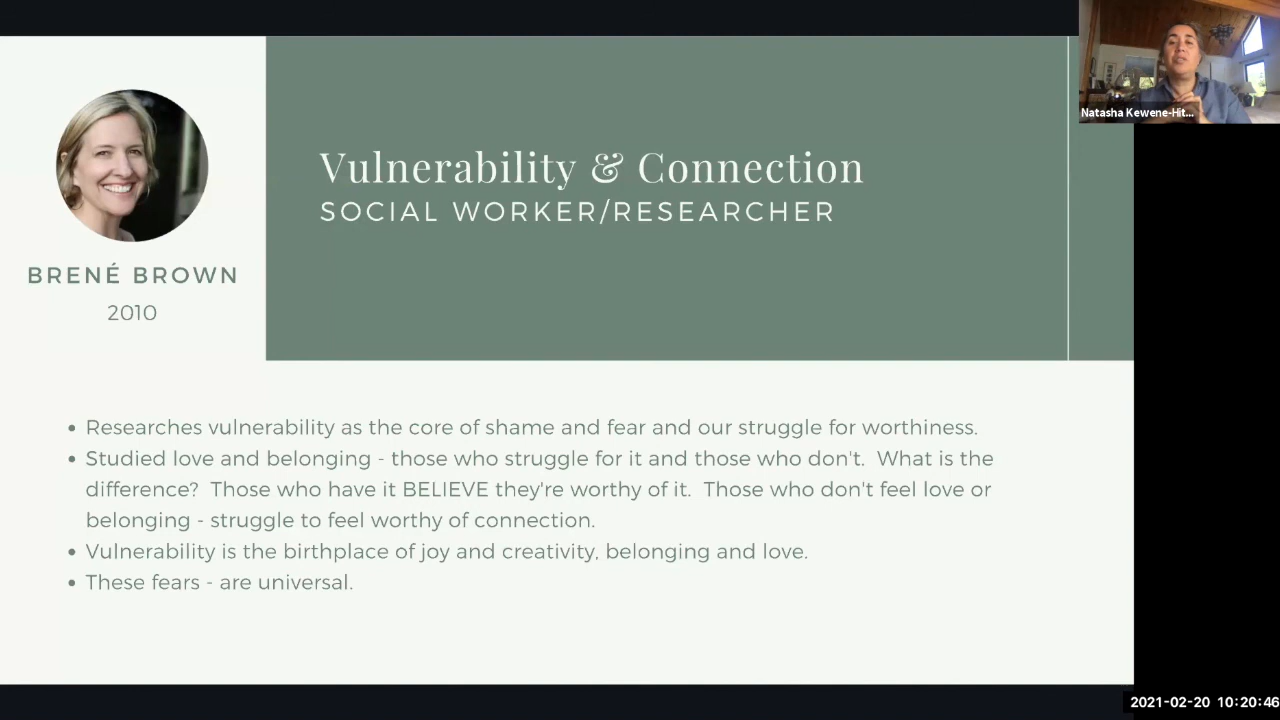 Natasha Kewene-Hit...
Vulnerability & Connection
SOCIAL WORKER/RESEARCHER
BRENÉ BROWN
2010
• Researches vulnerability as the core of shame and fear and our struggle for worthiness.
• Studied love and belonging - those who struggle for it and those who don't.  What is the
difference?  Those who have it BELIEVE they're worthy of it.  Those who don't feel love or
belonging - struggle to feel worthy of connection.
• Vulnerability is the birthplace of joy and creativity, belonging and love.
• These fears - are universal.
2021-02-20 10:20:46